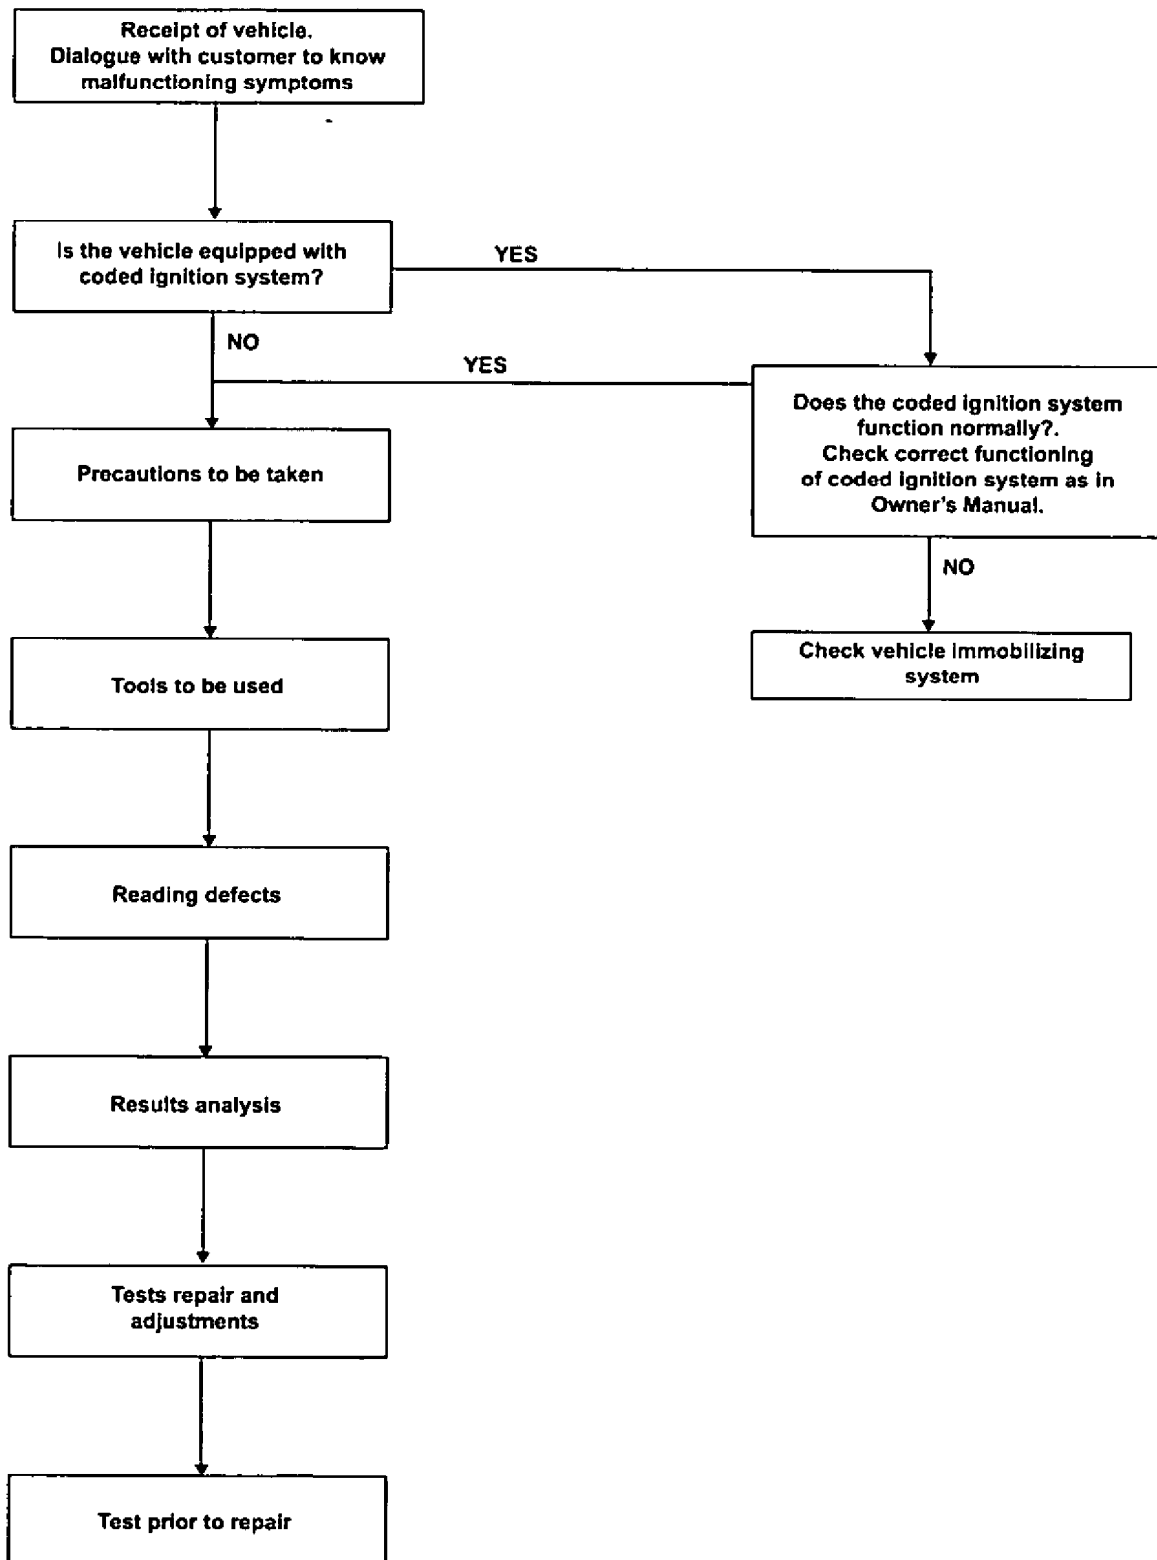 Receipt of vehicle.
Dialogue with customer to know
malfunctioning symptoms
Is the vehicle equipped with
coded ignition system?
YES
NO
YES
Does the coded ignition system
function normally?.
Check correct functioning
of coded ignition system as in
Owner's Manual.
Precautions to be taken
NO
Check vehicle immobilizing
system
Tools to be used
Reading defects
Results analysis
Tests repair and
adjustments
Test prior to repair